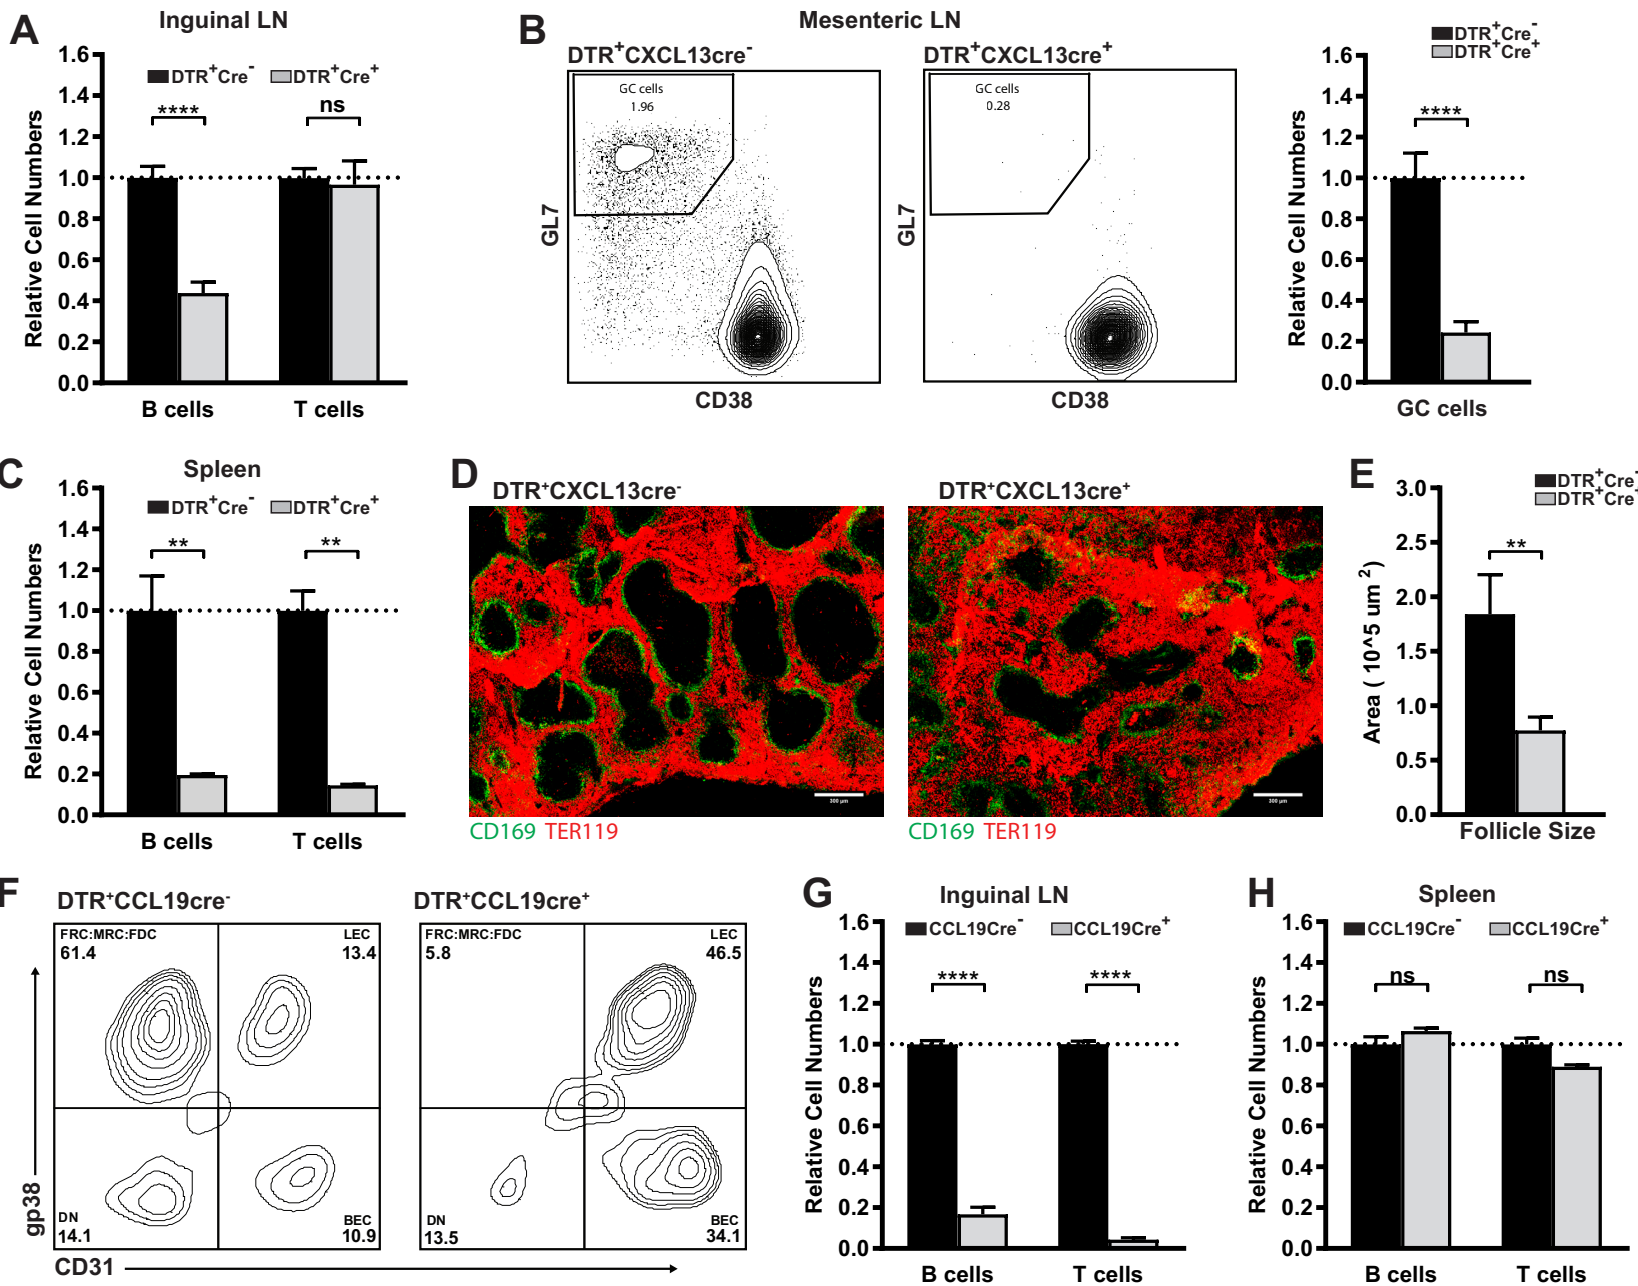 A
Inguinal LN
DTR+Cre- DTR+Cre+
**** ns
Relative Cell Numbers
1.6
1.4
1.2
1.0
0.8
0.6
0.4
0.2
0.0
B cells T cells
B
Mesenteric LN
DTR+CXCL13cre-
GC cells
1.96
GL7
CD38
DTR+CXCL13cre+
GC cells
0.28
GL7
CD38
DTR+Cre-
DTR+Cre+
****
Relative Cell Numbers
1.6
1.4
1.2
1.0
0.8
0.6
0.4
0.2
0.0
GC cells
C
Spleen
DTR+Cre- DTR+Cre+
** **
Relative Cell Numbers
1.6
1.4
1.2
1.0
0.8
0.6
0.4
0.2
0.0
B cells T cells
D
DTR+CXCL13cre-
300 µm
CD169 TER119
DTR+CXCL13cre+
300 µm
CD169 TER119
E
DTR+Cre-
DTR+Cre+
**
Area ( 10^5 um 2)
3.0
2.5
2.0
1.5
1.0
0.5
0.0
Follicle Size
F
DTR+CCL19cre-
FRC:MRC:FDC
61.4
LEC
13.4
DN
14.1
BEC
10.9
DTR+CCL19cre+
FRC:MRC:FDC
5.8
LEC
46.5
DN
13.5
BEC
34.1
gp38
CD31
G
Inguinal LN
CCL19Cre- CCL19Cre+
**** ****
Relative Cell Numbers
1.6
1.4
1.2
1.0
0.8
0.6
0.4
0.2
0.0
B cells T cells
H
Spleen
CCL19Cre- CCL19Cre+
ns ns
Relative Cell Numbers
1.6
1.4
1.2
1.0
0.8
0.6
0.4
0.2
0.0
B cells T cells